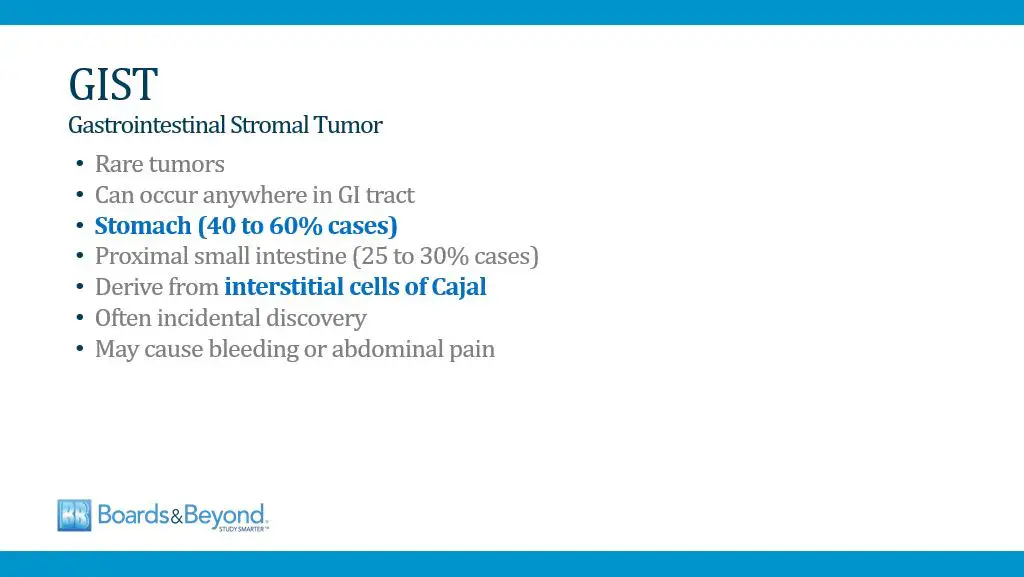 GIST
Gastrointestinal Stromal Tumor
• Rare tumors
• Can occur anywhere in GI tract
• Stomach (40 to 60% cases)
• Proximal small intestine (25 to 30% cases)
• Derive from interstitial cells of Cajal
• Often incidental discovery
• May cause bleeding or abdominal pain
BB Boards&Beyond.
STUDY SMARTER™